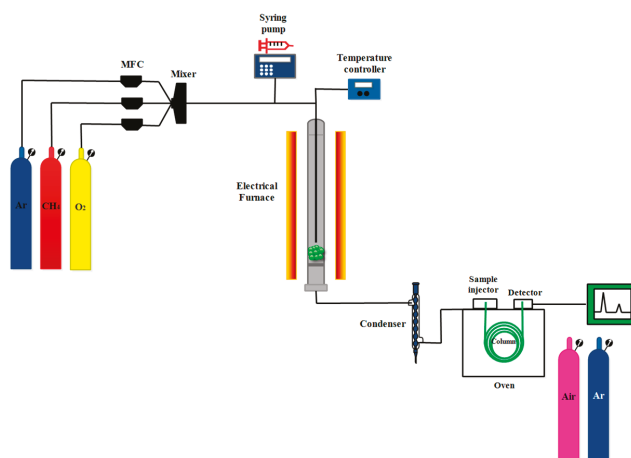 Syring
pump
MFC
Mixer
Temperature
controller
Ar
CH4
O2
Electrical
Furnace
Sample
injector
Detector
Condenser
Column
Oven
Air
Ar